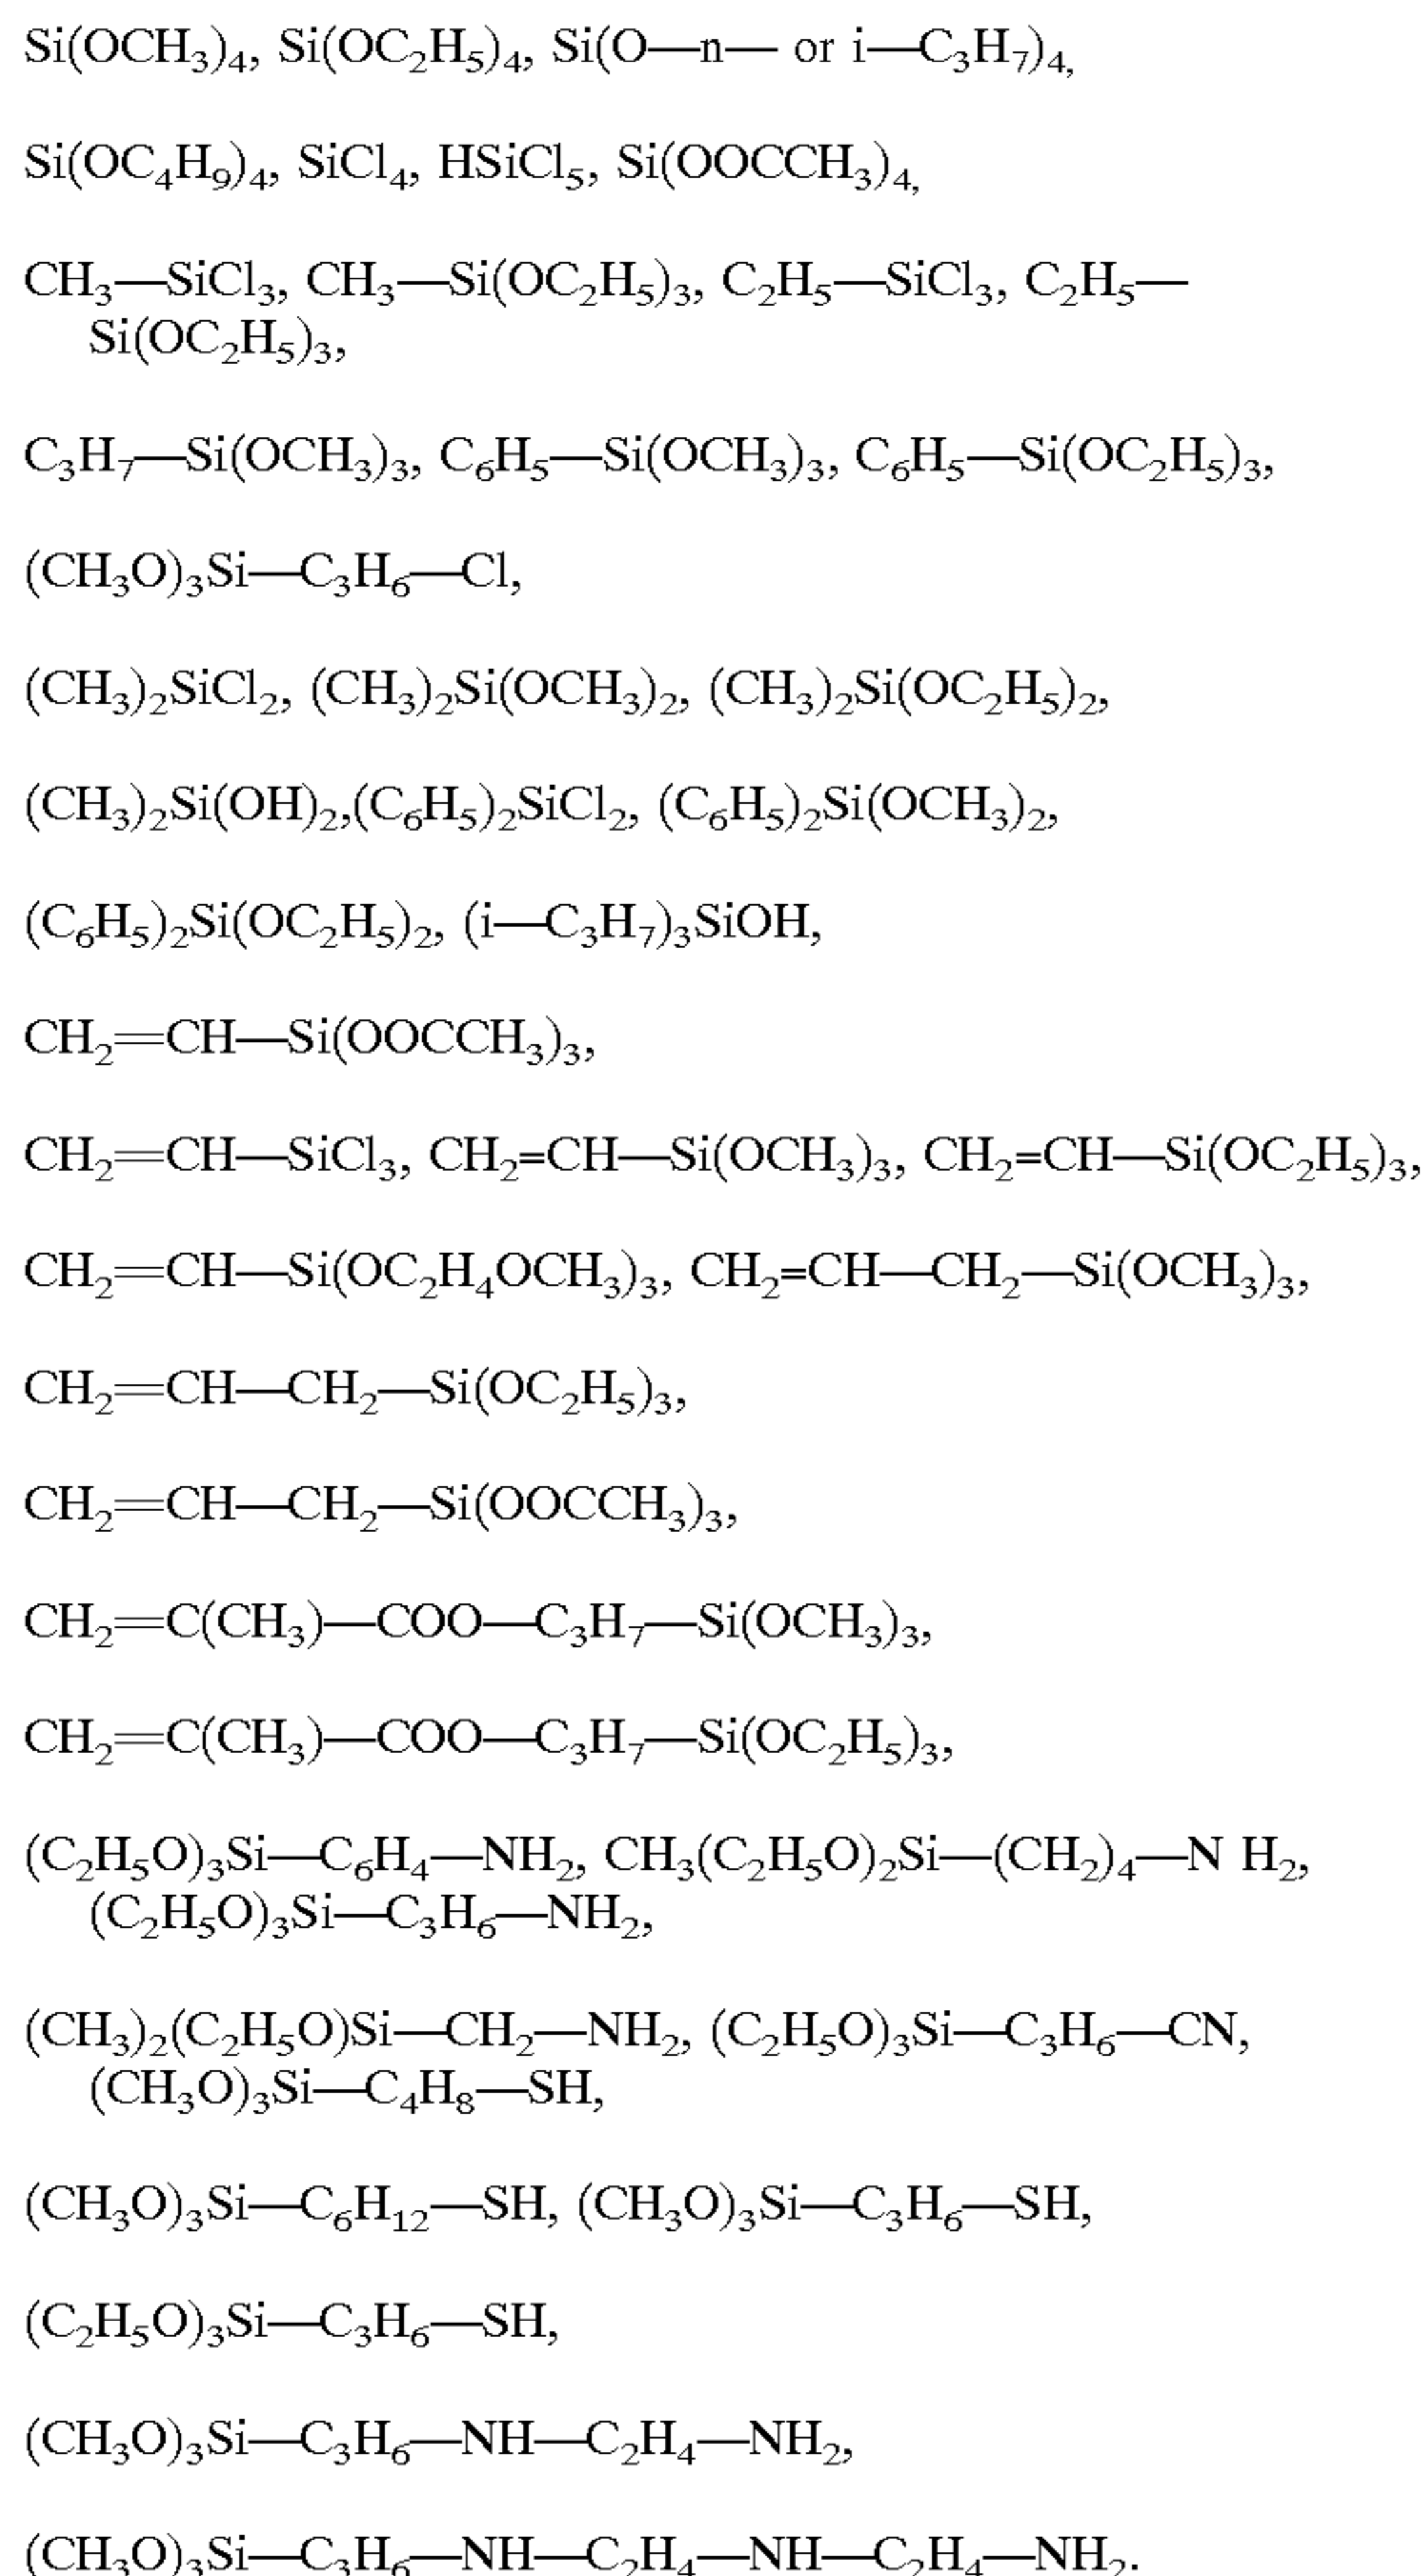 Si(OCH₃)₄, Si(OC₂H₅)₄, Si(O—n— or i—C₃H₇)₄,
Si(OC₄H₉)₄, SiCl₄, HSiCl₅, Si(OOCCH₃)₄,
CH₃—SiCl₃, CH₃—Si(OC₂H₅)₃, C₂H₅—SiCl₃, C₂H₅—
Si(OC₂H₅)₃,
C₃H₇—Si(OCH₃)₃, C₆H₅—Si(OCH₃)₃, C₆H₅—Si(OC₂H₅)₃,
(CH₃O)₃Si—C₃H₆—Cl,
(CH₃)₂SiCl₂, (CH₃)₂Si(OCH₃)₂, (CH₃)₂Si(OC₂H₅)₂,
(CH₃)₂Si(OH)₂,(C₆H₅)₂SiCl₂, (C₆H₅)₂Si(OCH₃)₂,
(C₆H₅)₂Si(OC₂H₅)₂, (i—C₃H₇)₃SiOH,
CH₂=CH—Si(OOCCH₃)₃,
CH₂=CH—SiCl₃, CH₂=CH—Si(OCH₃)₃, CH₂=CH—Si(OC₂H₅)₃,
CH₂=CH—Si(OC₂H₄OCH₃)₃, CH₂=CH—CH₂—Si(OCH₃)₃,
CH₂=CH—CH₂—Si(OC₂H₅)₃,
CH₂=CH—CH₂—Si(OOCCH₃)₃,
CH₂=C(CH₃)—COO—C₃H₇—Si(OCH₃)₃,
CH₂=C(CH₃)—COO—C₃H₇—Si(OC₂H₅)₃,
(C₂H₅O)₃Si—C₆H₄—NH₂, CH₃(C₂H₅O)₂Si—(CH₂)₄—N H₂,
(C₂H₅O)₃Si—C₃H₆—NH₂,
(CH₃)₂(C₂H₅O)Si—CH₂—NH₂, (C₂H₅O)₃Si—C₃H₆—CN,
(CH₃O)₃Si—C₄H₈—SH,
(CH₃O)₃Si—C₆H₁₂—SH, (CH₃O)₃Si—C₃H₆—SH,
(C₂H₅O)₃Si—C₃H₆—SH,
(CH₃O)₃Si—C₃H₆—NH—C₂H₄—NH₂,
(CH₃O)₃Si—C₃H₆—NH—C₂H₄—NH—C₂H₄—NH₂.